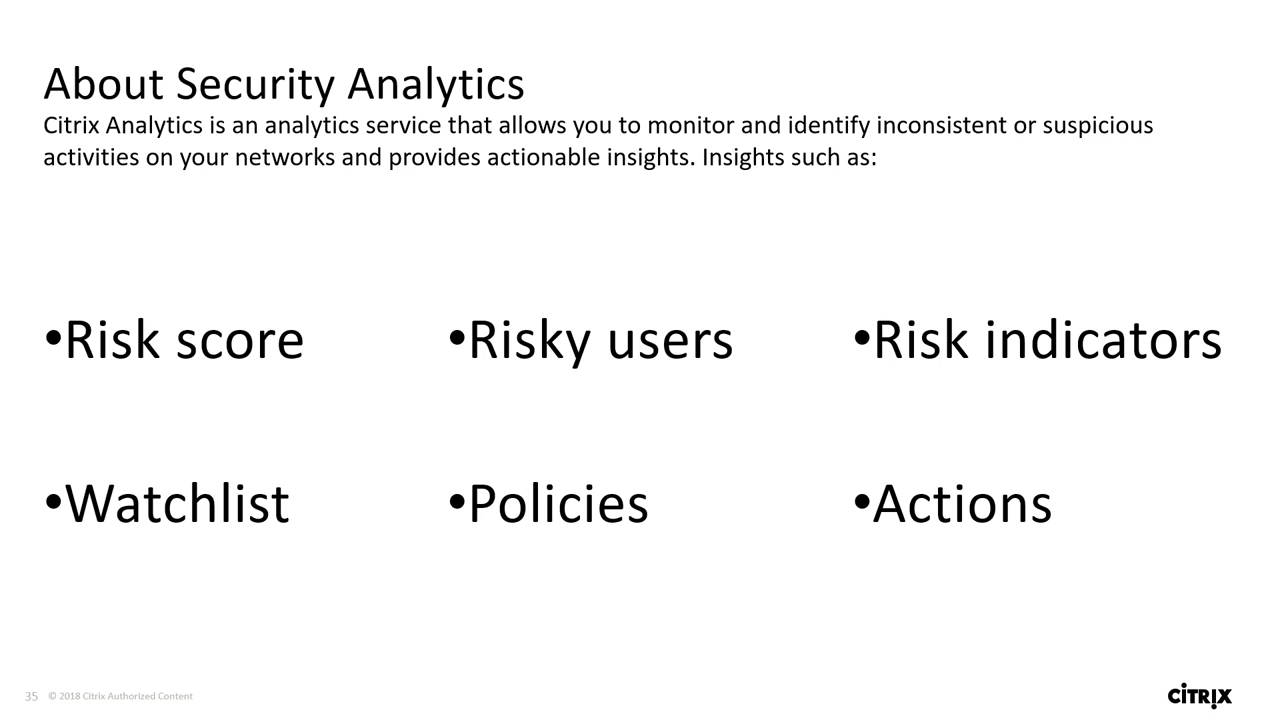 About Security Analytics
Citrix Analytics is an analytics service that allows you to monitor and identify inconsistent or suspicious
activities on your networks and provides actionable insights. Insights such as:
•Risk score
•Risky users
•Risk indicators
•Watchlist
•Policies
•Actions
35 © 2018 Citrix Authorized Content
CİTRIX